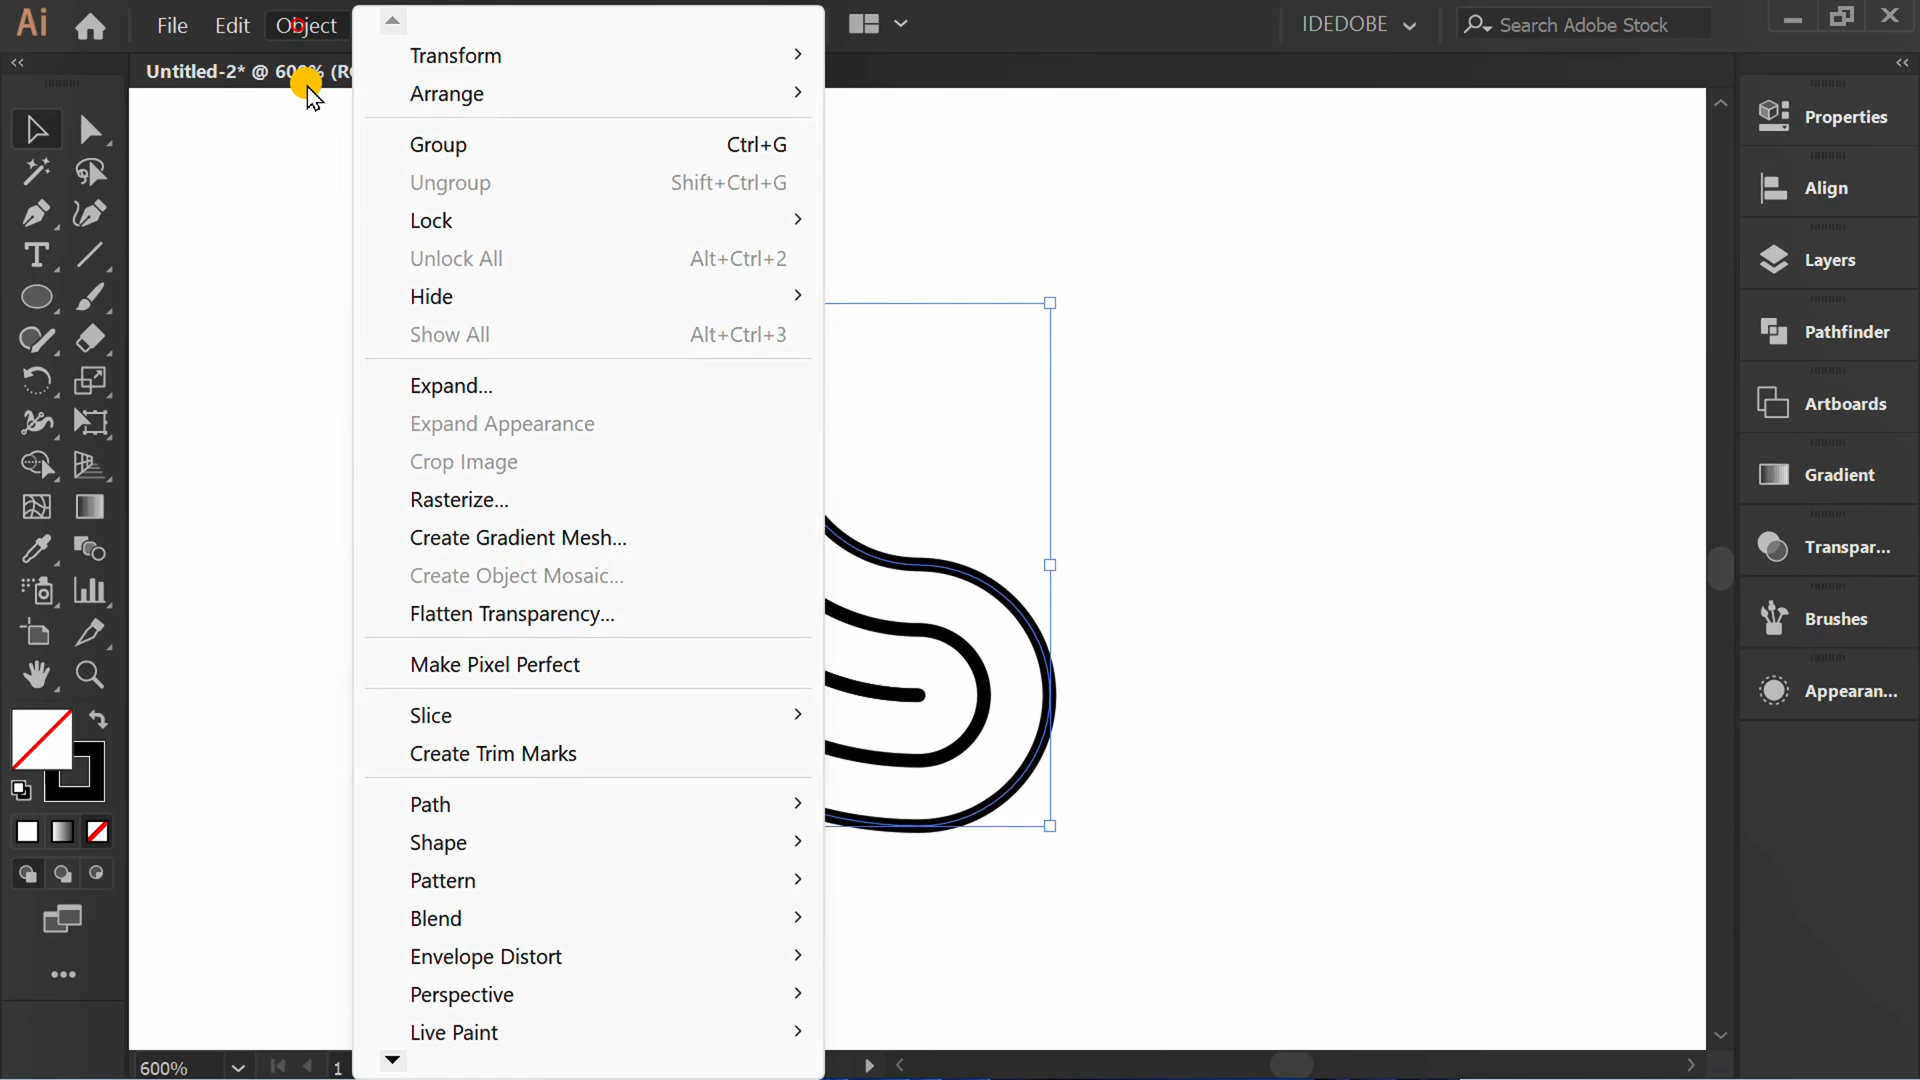 Ai
File
Edit
Object
IDEDOBE
Search Adobe Stock
Untitled-2* @ 600% (R
Transform
Arrange
Group Ctrl+G
Ungroup Shift+Ctrl+G
Lock
Unlock All Alt+Ctrl+2
Hide
Show All Alt+Ctrl+3
Expand...
Expand Appearance
Crop Image
Rasterize...
Create Gradient Mesh...
Create Object Mosaic...
Flatten Transparency...
Make Pixel Perfect
Slice
Create Trim Marks
Path
Shape
Pattern
Blend
Envelope Distort
Perspective
Live Paint
Properties
Align
Layers
Pathfinder
Artboards
Gradient
Transpar...
Brushes
Appearan...
600%
1